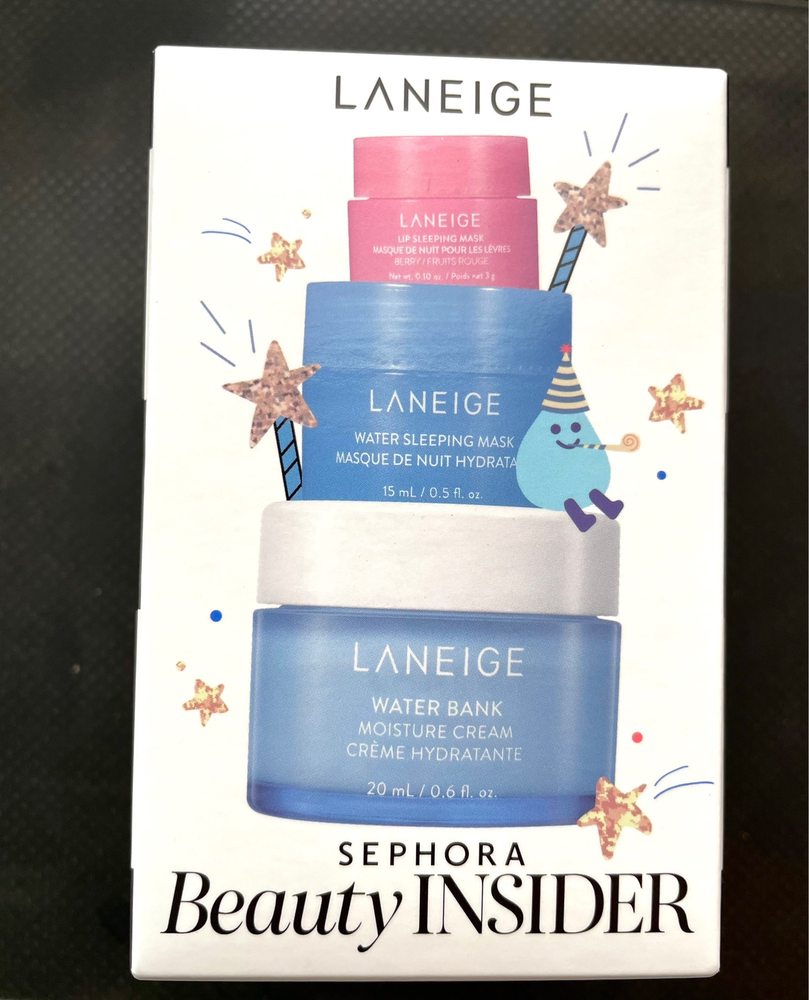 LANEIGE
LANEIGE
LIP SLEEPING MASK
MASQUE DE NUIT POUR LES LÈVRES
BERRY / FRUITS ROUGE
Net wt. 0.10 oz. / Poids net 3 g
LANEIGE
WATER SLEEPING MASK
MASQUE DE NUIT HYDRATA
15 mL / 0.5 fl. oz.
LANEIGE
WATER BANK
MOISTURE CREAM
CRÈME HYDRATANTE
20 mL / 0.6 fl. oz.
SEPHORA
Beauty INSIDER